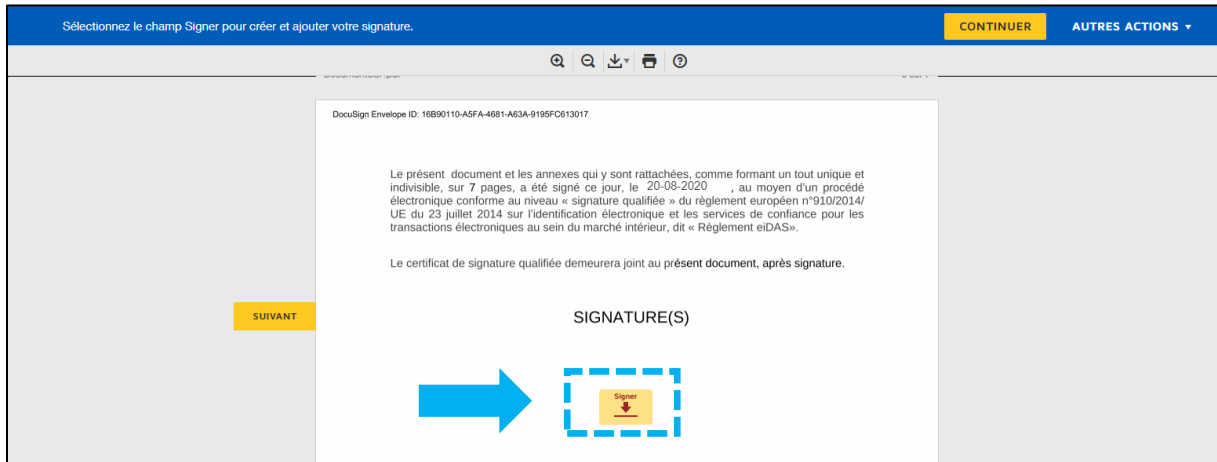 Sélectionnez le champ Signer pour créer et ajouter votre signature.
CONTINUER
AUTRES ACTIONS
DocuSign Envelope ID: 16B90110-A5FA-4681-A63A-9195FC613017
Le présent document et les annexes qui y sont rattachées, comme formant un tout unique et
indivisible, sur 7 pages, a été signé ce jour, le 20-08-2020 , au moyen d'un procédé
électronique conforme au niveau « signature qualifiée » du règlement européen n°910/2014/
UE du 23 juillet 2014 sur l'identification électronique et les services de confiance pour les
transactions électroniques au sein du marché intérieur, dit « Règlement eiDAS».
Le certificat de signature qualifiée demeurera joint au présent document, après signature.
SUIVANT
SIGNATURE(S)
Signer